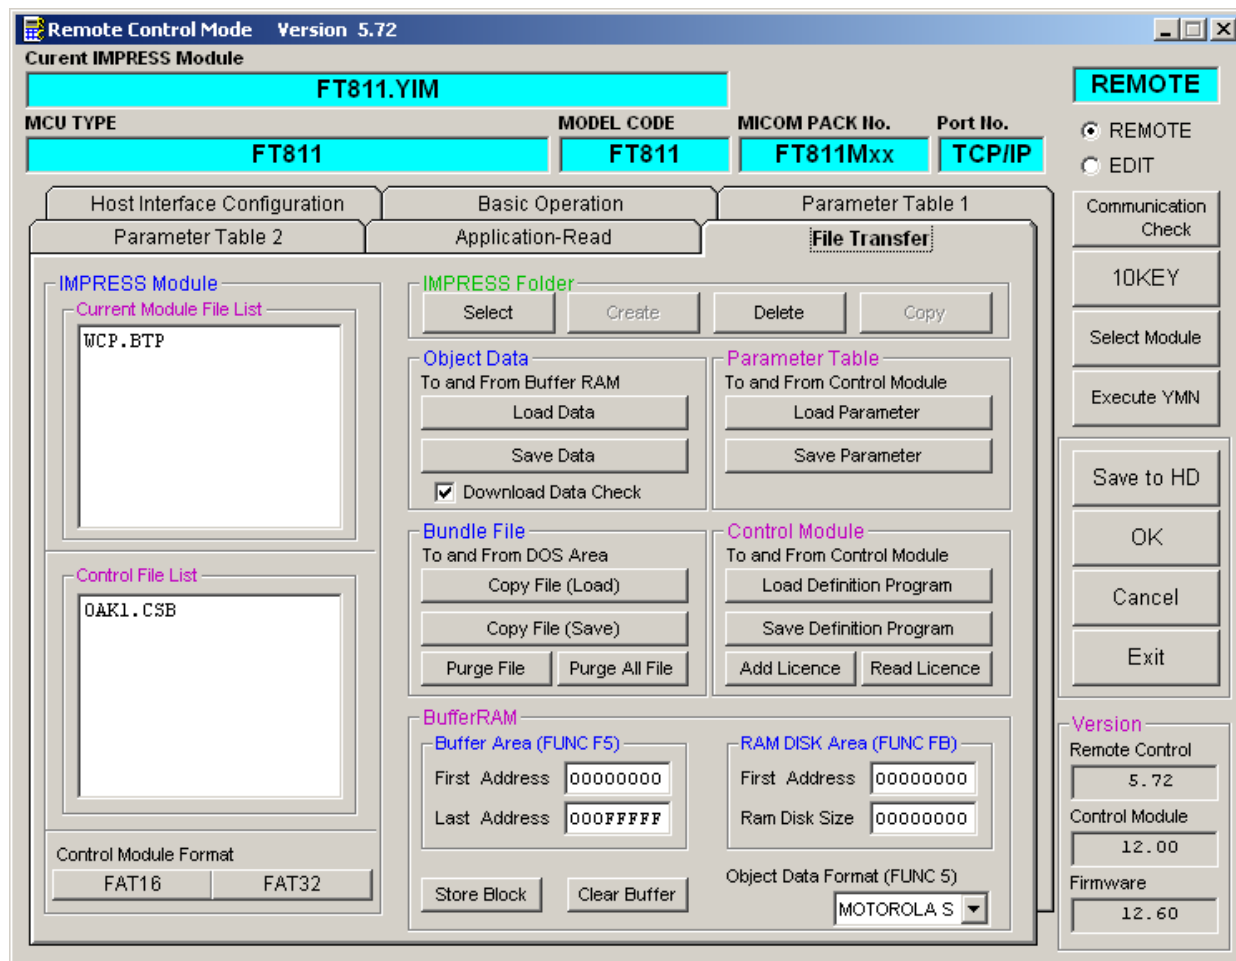 Remote Control Mode Version 5.72
Curent IMPRESS Module
FT811.YIM
REMOTE
MCU TYPE MODEL CODE MICOM PACK No. Port No.
FT811 FT811 FT811Mxx TCP/IP
REMOTE
EDIT
Host Interface Configuration Basic Operation Parameter Table 1
Parameter Table 2 Application-Read File Transfer
Communication
Check
10KEY
Select Module
Execute YMN
Save to HD
OK
Cancel
Exit
IMPRESS Module
Current Module File List
WCP.BTP
Control File List
OAK1.CSB
Control Module Format
FAT16 FAT32
IMPRESS Folder
Select Create Delete Copy
Object Data
To and From Buffer RAM
Load Data
Save Data
Download Data Check
Parameter Table
To and From Control Module
Load Parameter
Save Parameter
Bundle File
To and From DOS Area
Copy File (Load)
Copy File (Save)
Purge File Purge All File
Control Module
To and From Control Module
Load Definition Program
Save Definition Program
Add Licence Read Licence
BufferRAM
Buffer Area (FUNC F5)
First Address 00000000
Last Address 000FFFFF
RAM DISK Area (FUNC FB)
First Address 00000000
Ram Disk Size 00000000
Store Block Clear Buffer
Object Data Format (FUNC 5)
MOTOROLA S
Version
Remote Control
5.72
Control Module
12.00
Firmware
12.60